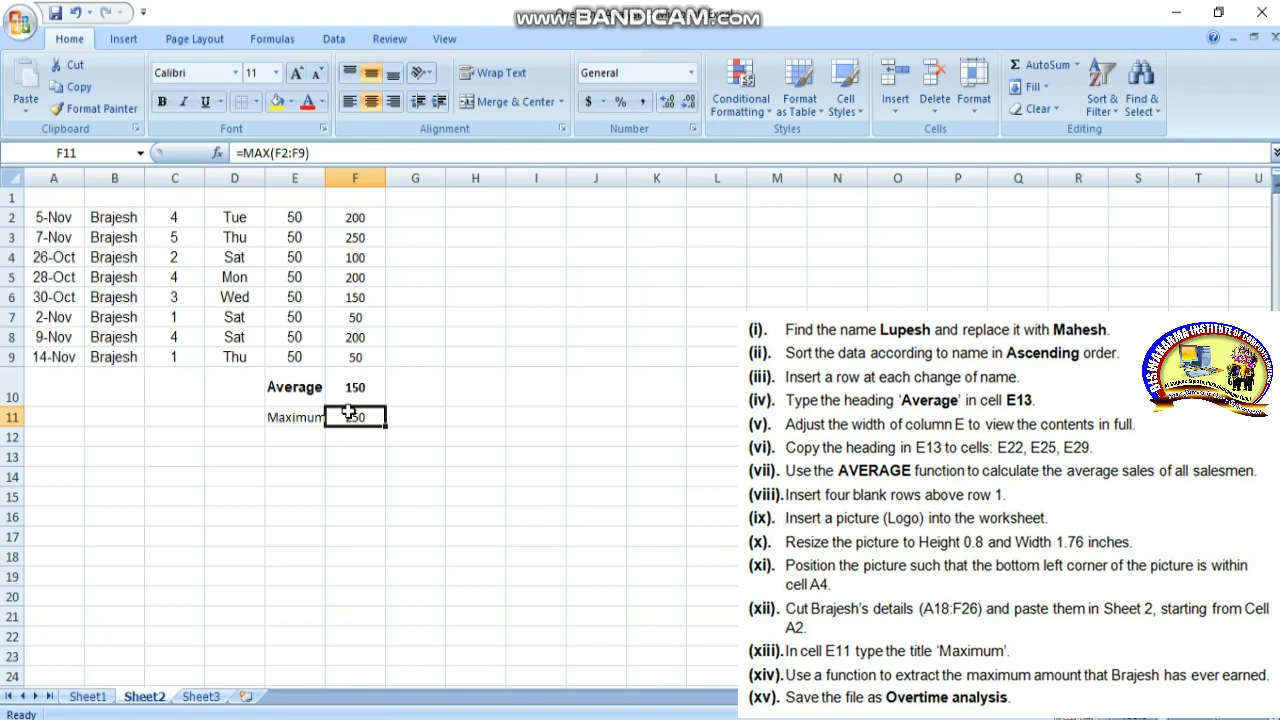 www.BANDICAM.com
Home Insert Page Layout Formulas Data Review View
Paste
Cut
Copy
Format Painter
Clipboard
Calibri 11
B I U
Font
Wrap Text
Merge & Center
Alignment
General
$ % ,
Number
Conditional Formatting
Format as Table
Cell Styles
Styles
Insert Delete Format
Cells
Σ AutoSum
Fill
Clear
Sort & Filter
Find & Select
Editing
F11 fx =MAX(F2:F9)
A B C D E F G H I J K L M N O P Q R S T U
1
2 5-Nov Brajesh 4 Tue 50 200
3 7-Nov Brajesh 5 Thu 50 250
4 26-Oct Brajesh 2 Sat 50 100
5 28-Oct Brajesh 4 Mon 50 200
6 30-Oct Brajesh 3 Wed 50 150
7 2-Nov Brajesh 1 Sat 50 50
8 9-Nov Brajesh 4 Sat 50 200
9 14-Nov Brajesh 1 Thu 50 50
10 Average 150
11 Maximum 250
12
13
14
15
16
17
18
19
20
21
22
23
24
(i). Find the name Lupesh and replace it with Mahesh.
(ii). Sort the data according to name in Ascending order.
(iii). Insert a row at each change of name.
(iv). Type the heading ‘Average’ in cell E13.
(v). Adjust the width of column E to view the contents in full.
(vi). Copy the heading in E13 to cells: E22, E25, E29.
(vii). Use the AVERAGE function to calculate the average sales of all salesmen.
(viii). Insert four blank rows above row 1.
(ix). Insert a picture (Logo) into the worksheet.
(x). Resize the picture to Height 0.8 and Width 1.76 inches.
(xi). Position the picture such that the bottom left corner of the picture is within
cell A4.
(xii). Cut Brajesh’s details (A18:F26) and paste them in Sheet 2, starting from Cell
A2.
(xiii). In cell E11 type the title ‘Maximum’.
(xiv). Use a function to extract the maximum amount that Brajesh has ever earned.
(xv). Save the file as Overtime analysis.
Sheet1 Sheet2 Sheet3
Ready